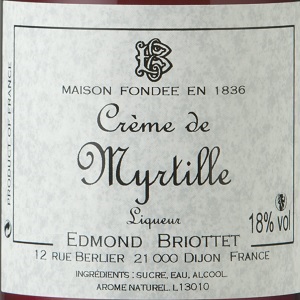 MAISON FONDEE EN 1836
Crème de
Myrtille
Liqueur
18% vol
EDMOND BRIOTTET
12 RUE BERLIER 21 000 DIJON FRANCE
INGRÉDIENTS : SUCRE, EAU, ALCOOL
AROME NATUREL. L13010
PRODUCT OF FRANCE